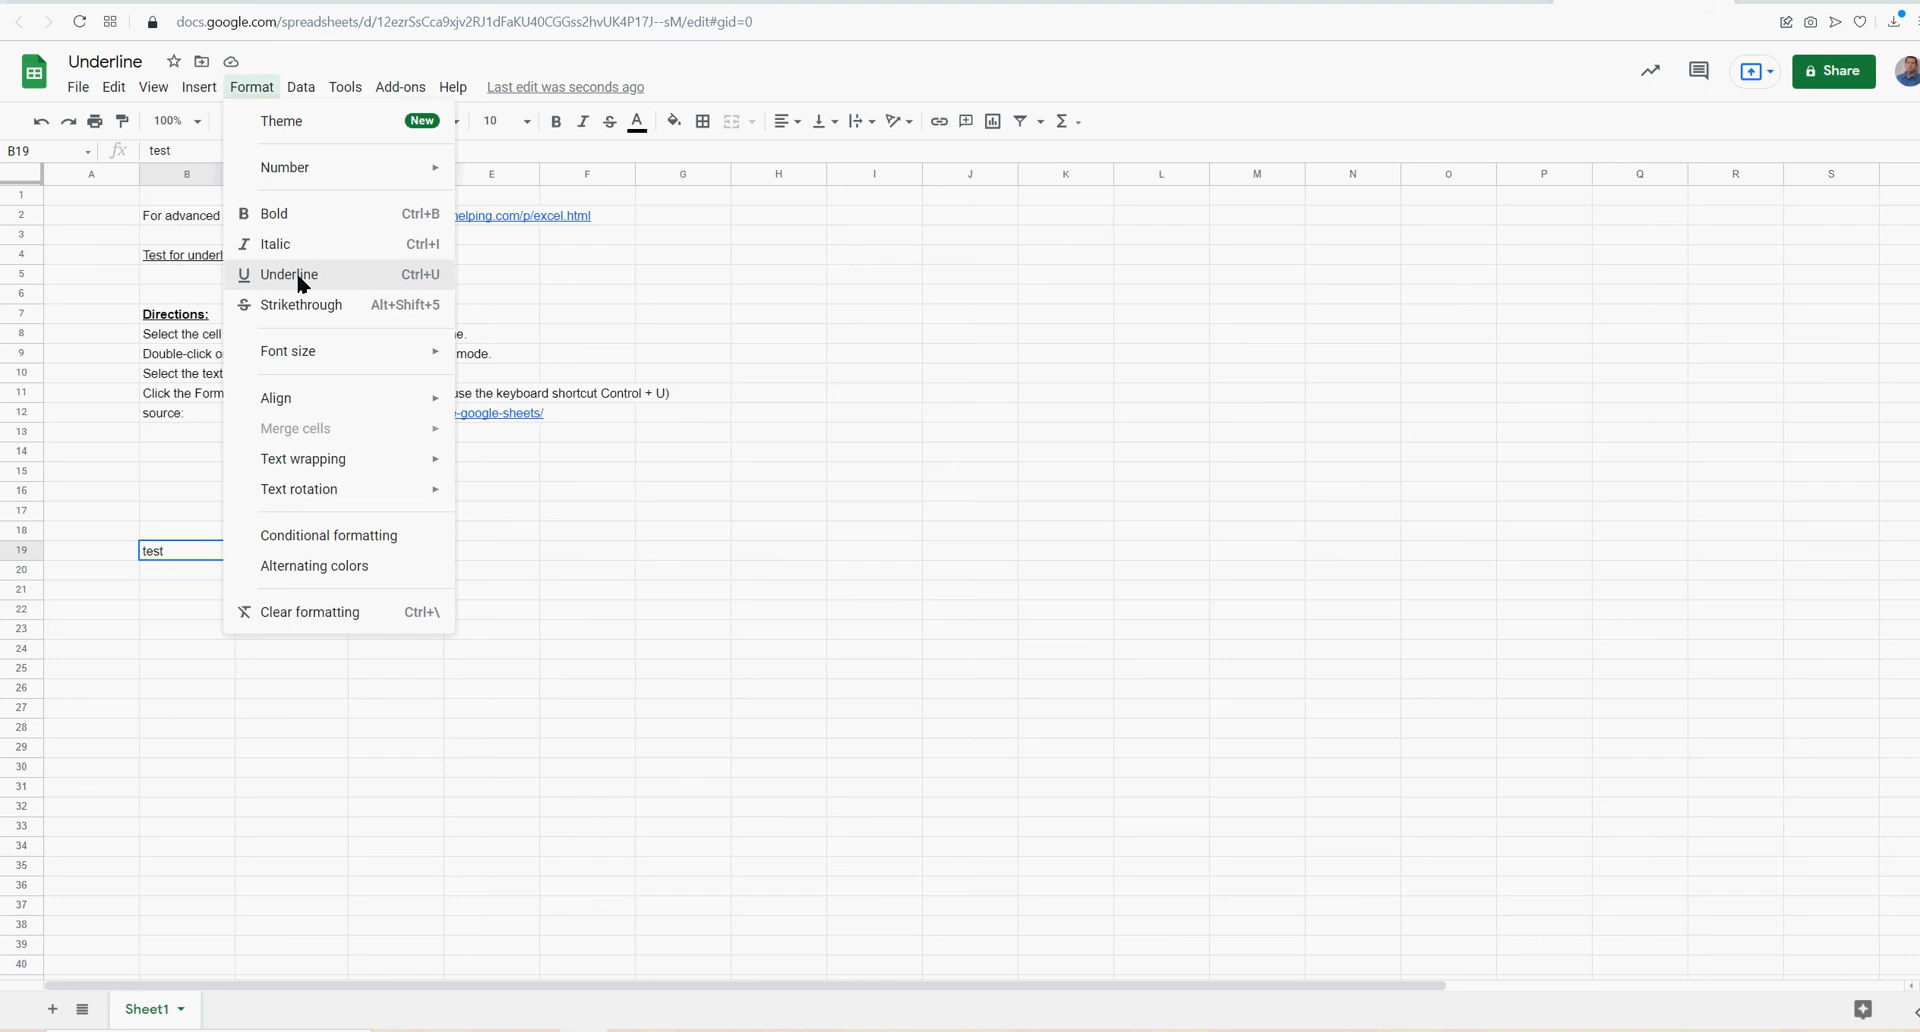 docs.google.com/spreadsheets/d/12ezrSsCca9xjv2RJ1dFaKU40CGGss2hvUK4P17J--sM/edit#gid=0
Underline
File Edit View Insert Format Data Tools Add-ons Help Last edit was seconds ago
Share
100% 10 B I S A
B19 fx test
A B E F G H I J K L M N O P Q R S
Theme New
Number
Bold Ctrl+B
Italic Ctrl+I
Underline Ctrl+U
Strikethrough Alt+Shift+5
Font size
Align
Merge cells
Text wrapping
Text rotation
Conditional formatting
Alternating colors
Clear formatting Ctrl+\
1
2 For advanced helping.com/p/excel.html
3
4 Test for underl
5
6
7 Directions:
8 Select the cell e.
9 Double-click o mode.
10 Select the text
11 Click the Form use the keyboard shortcut Control + U)
12 source: e-google-sheets/
13
14
15
16
17
18
19 test
20
21
22
23
24
25
26
27
28
29
30
31
32
33
34
35
36
37
38
39
40
Sheet1